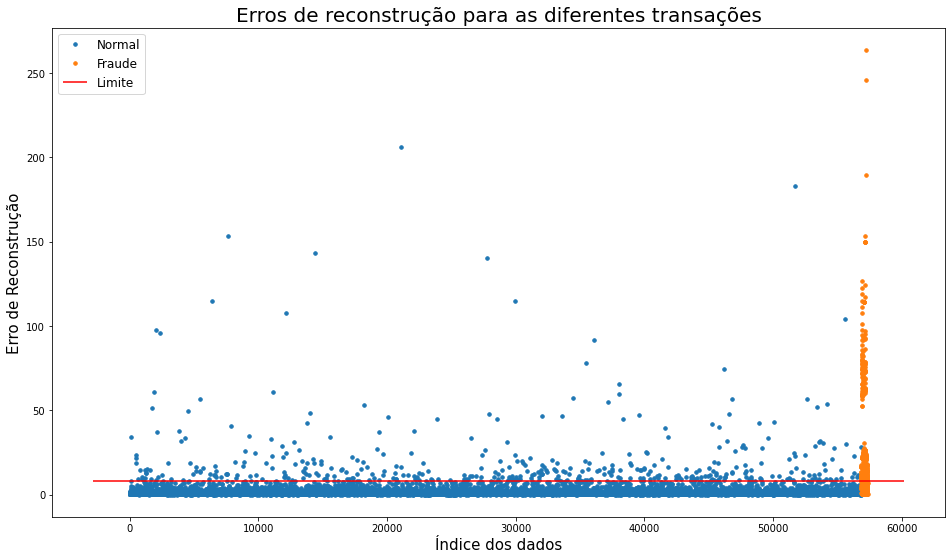 Erros de reconstrução para as diferentes transações
Normal
Fraude
Limite
Erro de Reconstrução
250
200
150
100
50
0
0 10000 20000 30000 40000 50000 60000
Índice dos dados